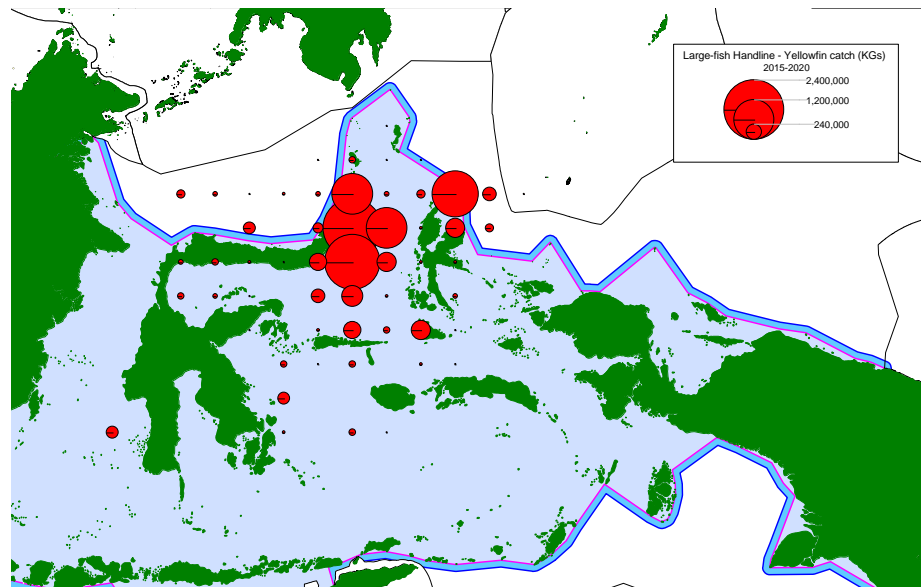 Large-fish Handline - Yellowfin catch (KGs)
2015-2020
2,400,000
1,200,000
240,000